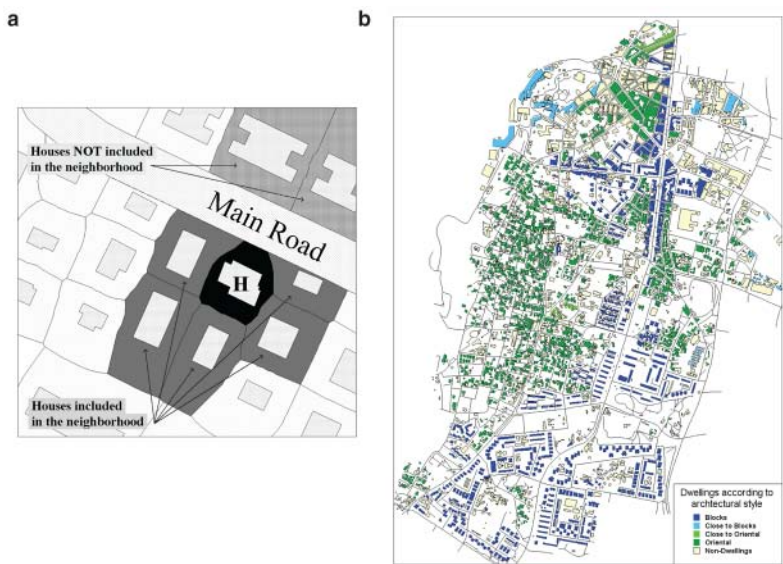 a
b
Houses NOT included
in the neighborhood
Main Road
H
Houses included
in the neighborhood
Dwellings according to
architectural style
Blocks
Close to Blocks
Close to Oriental
Oriental
Non-Dwellings